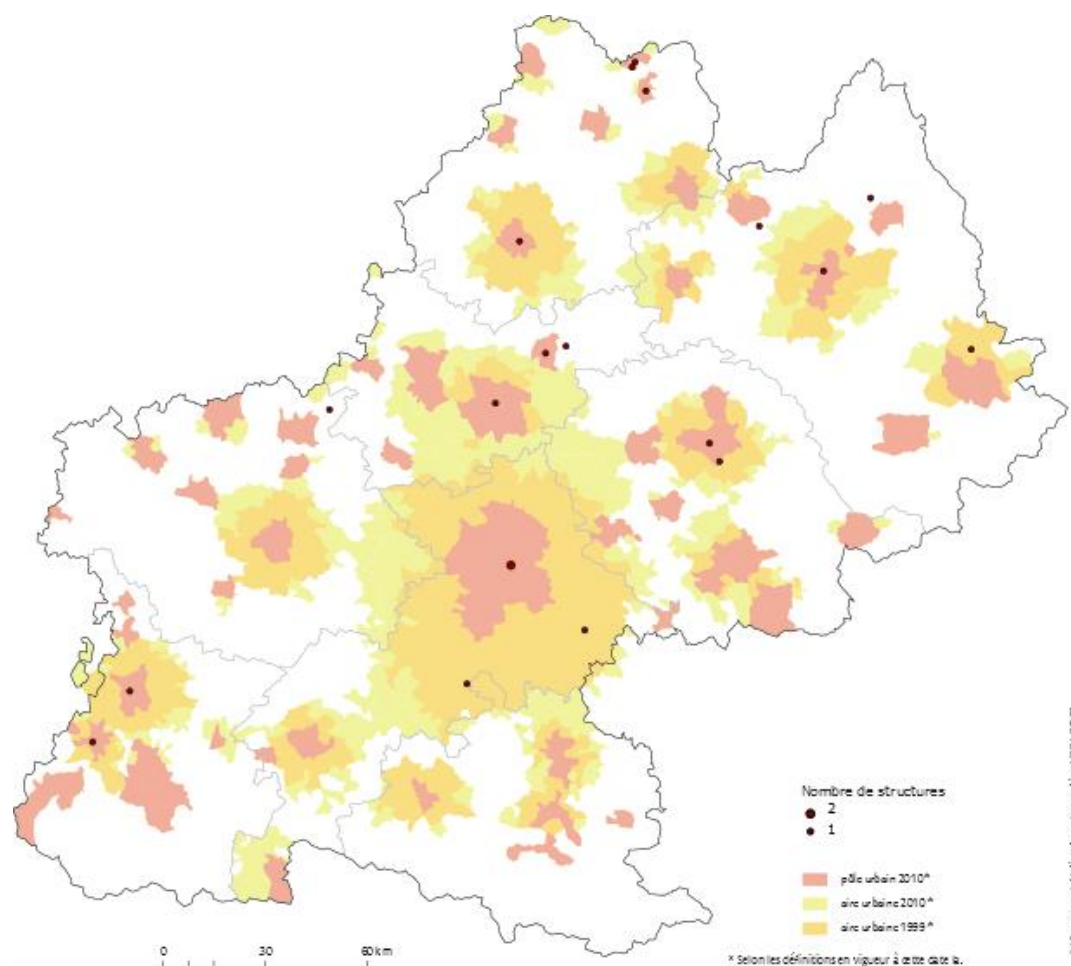 Nombre de structures
2
1
pôle urbain 2010*
aire urbaine 2010*
aire urbaine 1999*
0 30 60 km
* Selon les définitions en vigueur à cette date là.